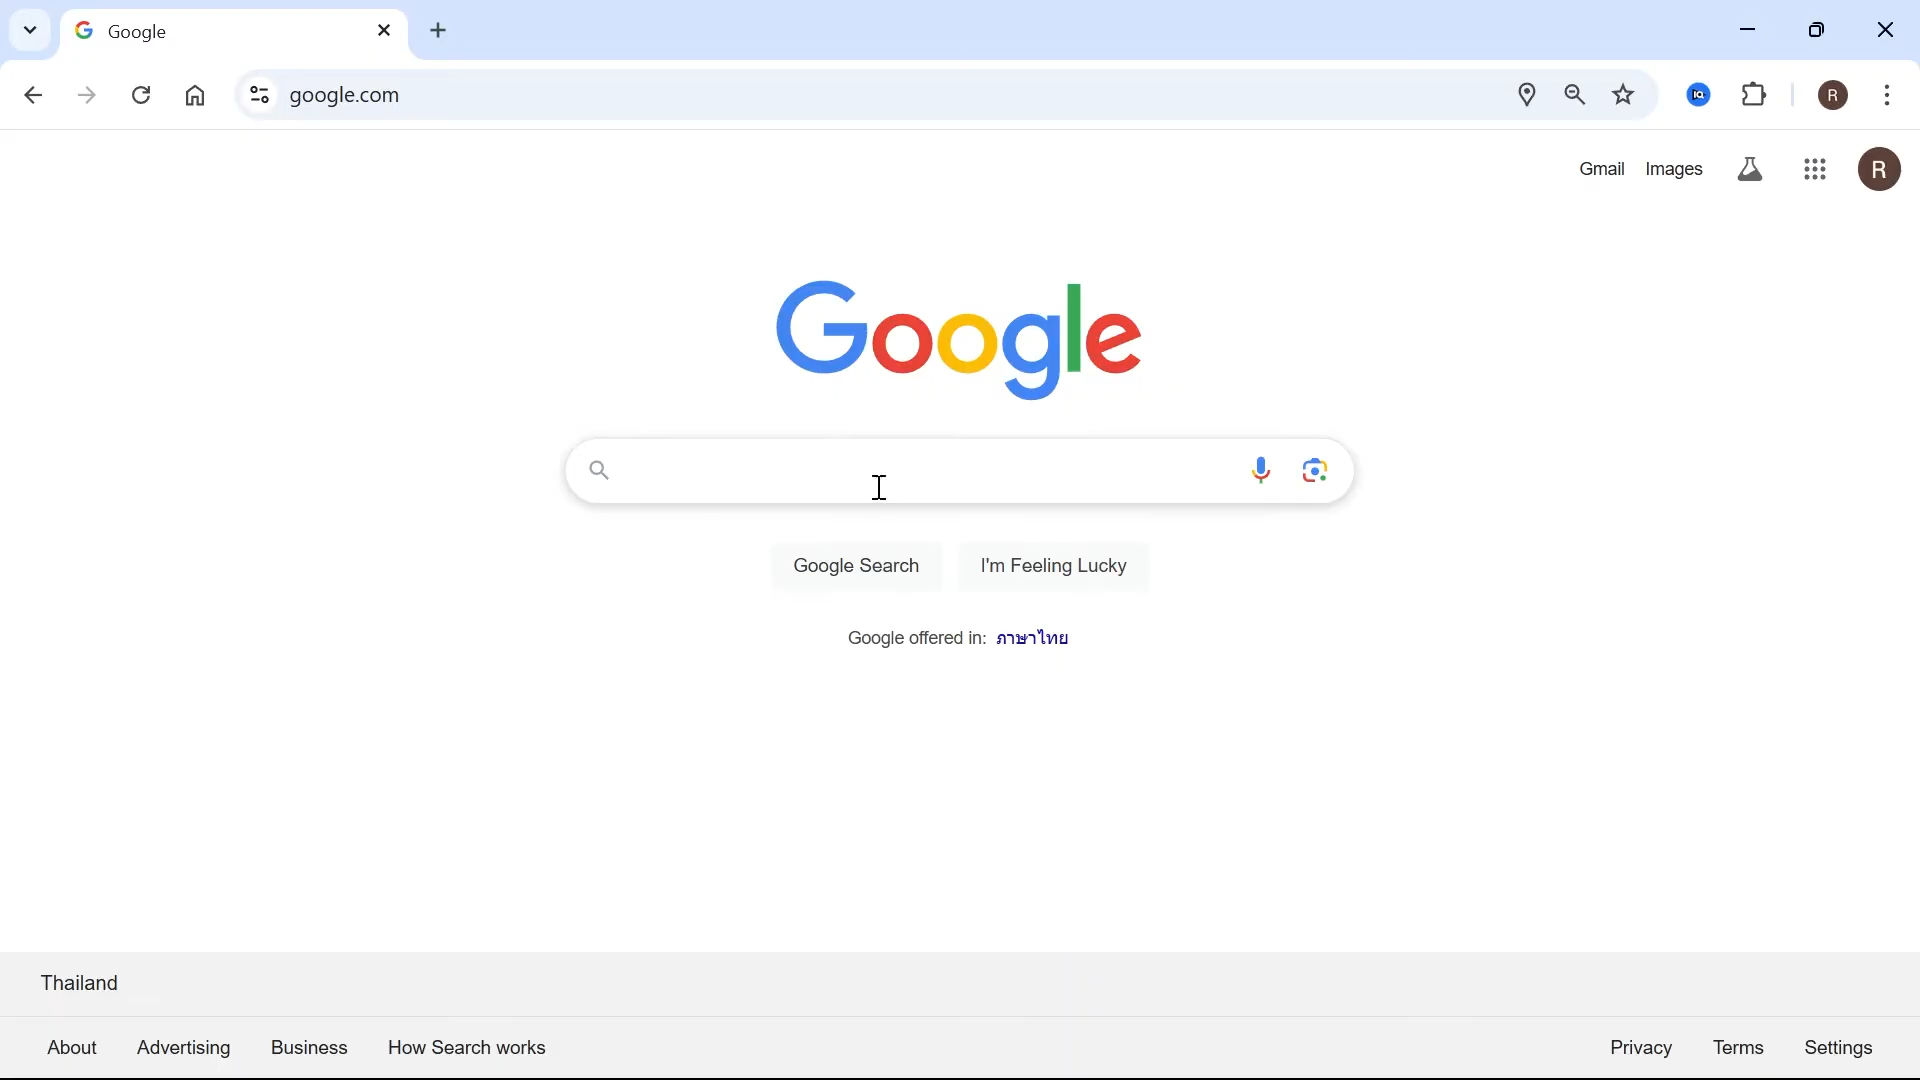 Google
google.com
R
Gmail Images
R
Google
Google Search I'm Feeling Lucky
Google offered in: ภาษาไทย
Thailand
About Advertising Business How Search works
Privacy Terms Settings